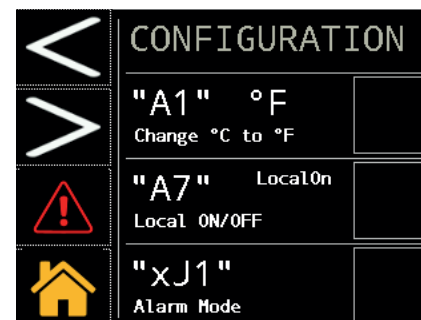 CONFIGURATION
"A1" °F
Change °C to °F
"A7" LocalOn
Local ON/OFF
"xJ1"
Alarm Mode